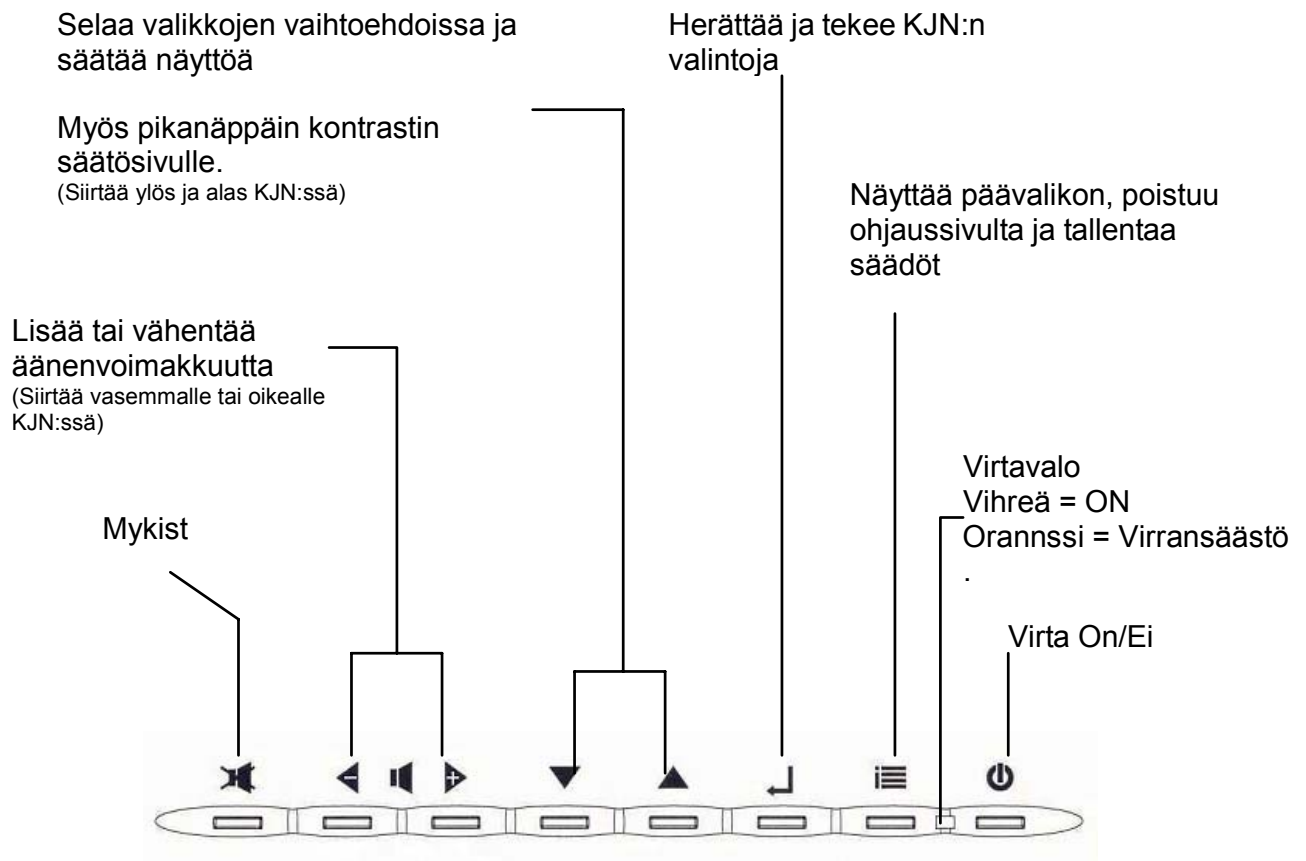 Selaa valikkojen vaihtoehdoissa ja
säätää näyttöä
Myös pikanäppäin kontrastin
säätösivulle.
(Siirtää ylös ja alas KJN:ssä)
Herättää ja tekee KJN:n
valintoja
Näyttää päävalikon, poistuu
ohjaussivulta ja tallentaa
säädöt
Lisää tai vähentää
äänenvoimakkuutta
(Siirtää vasemmalle tai oikealle
KJN:ssä)
Virtavalo
Vihreä = ON
Orannssi = Virransäästö
.
Mykist
Virta On/Ei